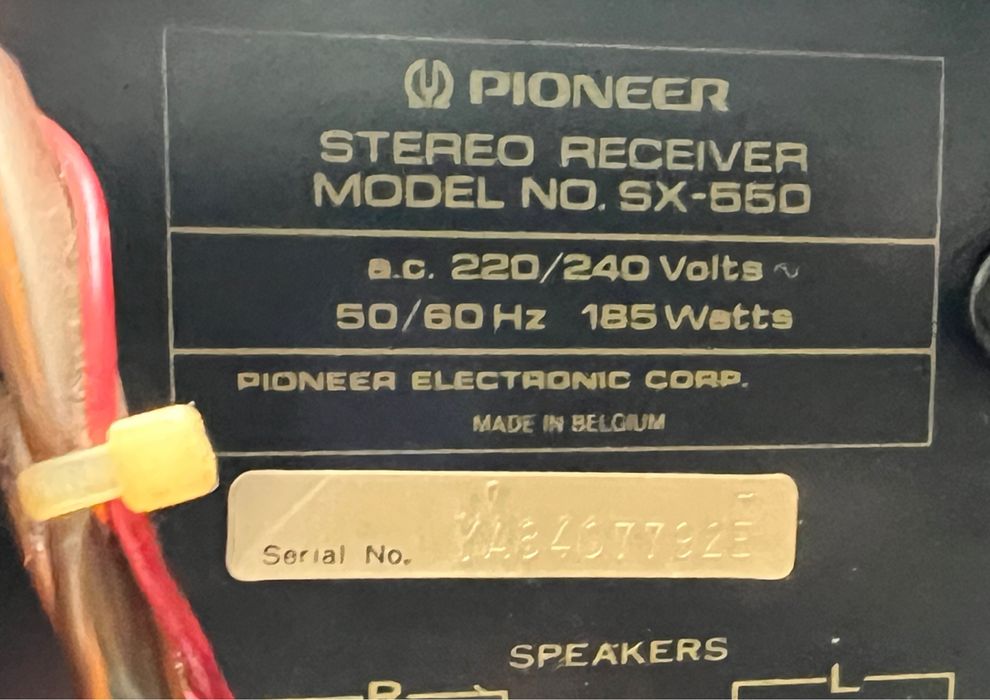 PIONEER
STEREO RECEIVER
MODEL NO. SX-550
a.c. 220/240 Volts ~
50/60 Hz 185 Watts
PIONEER ELECTRONIC CORP.
MADE IN BELGIUM
Serial No.
SPEAKERS
R
L